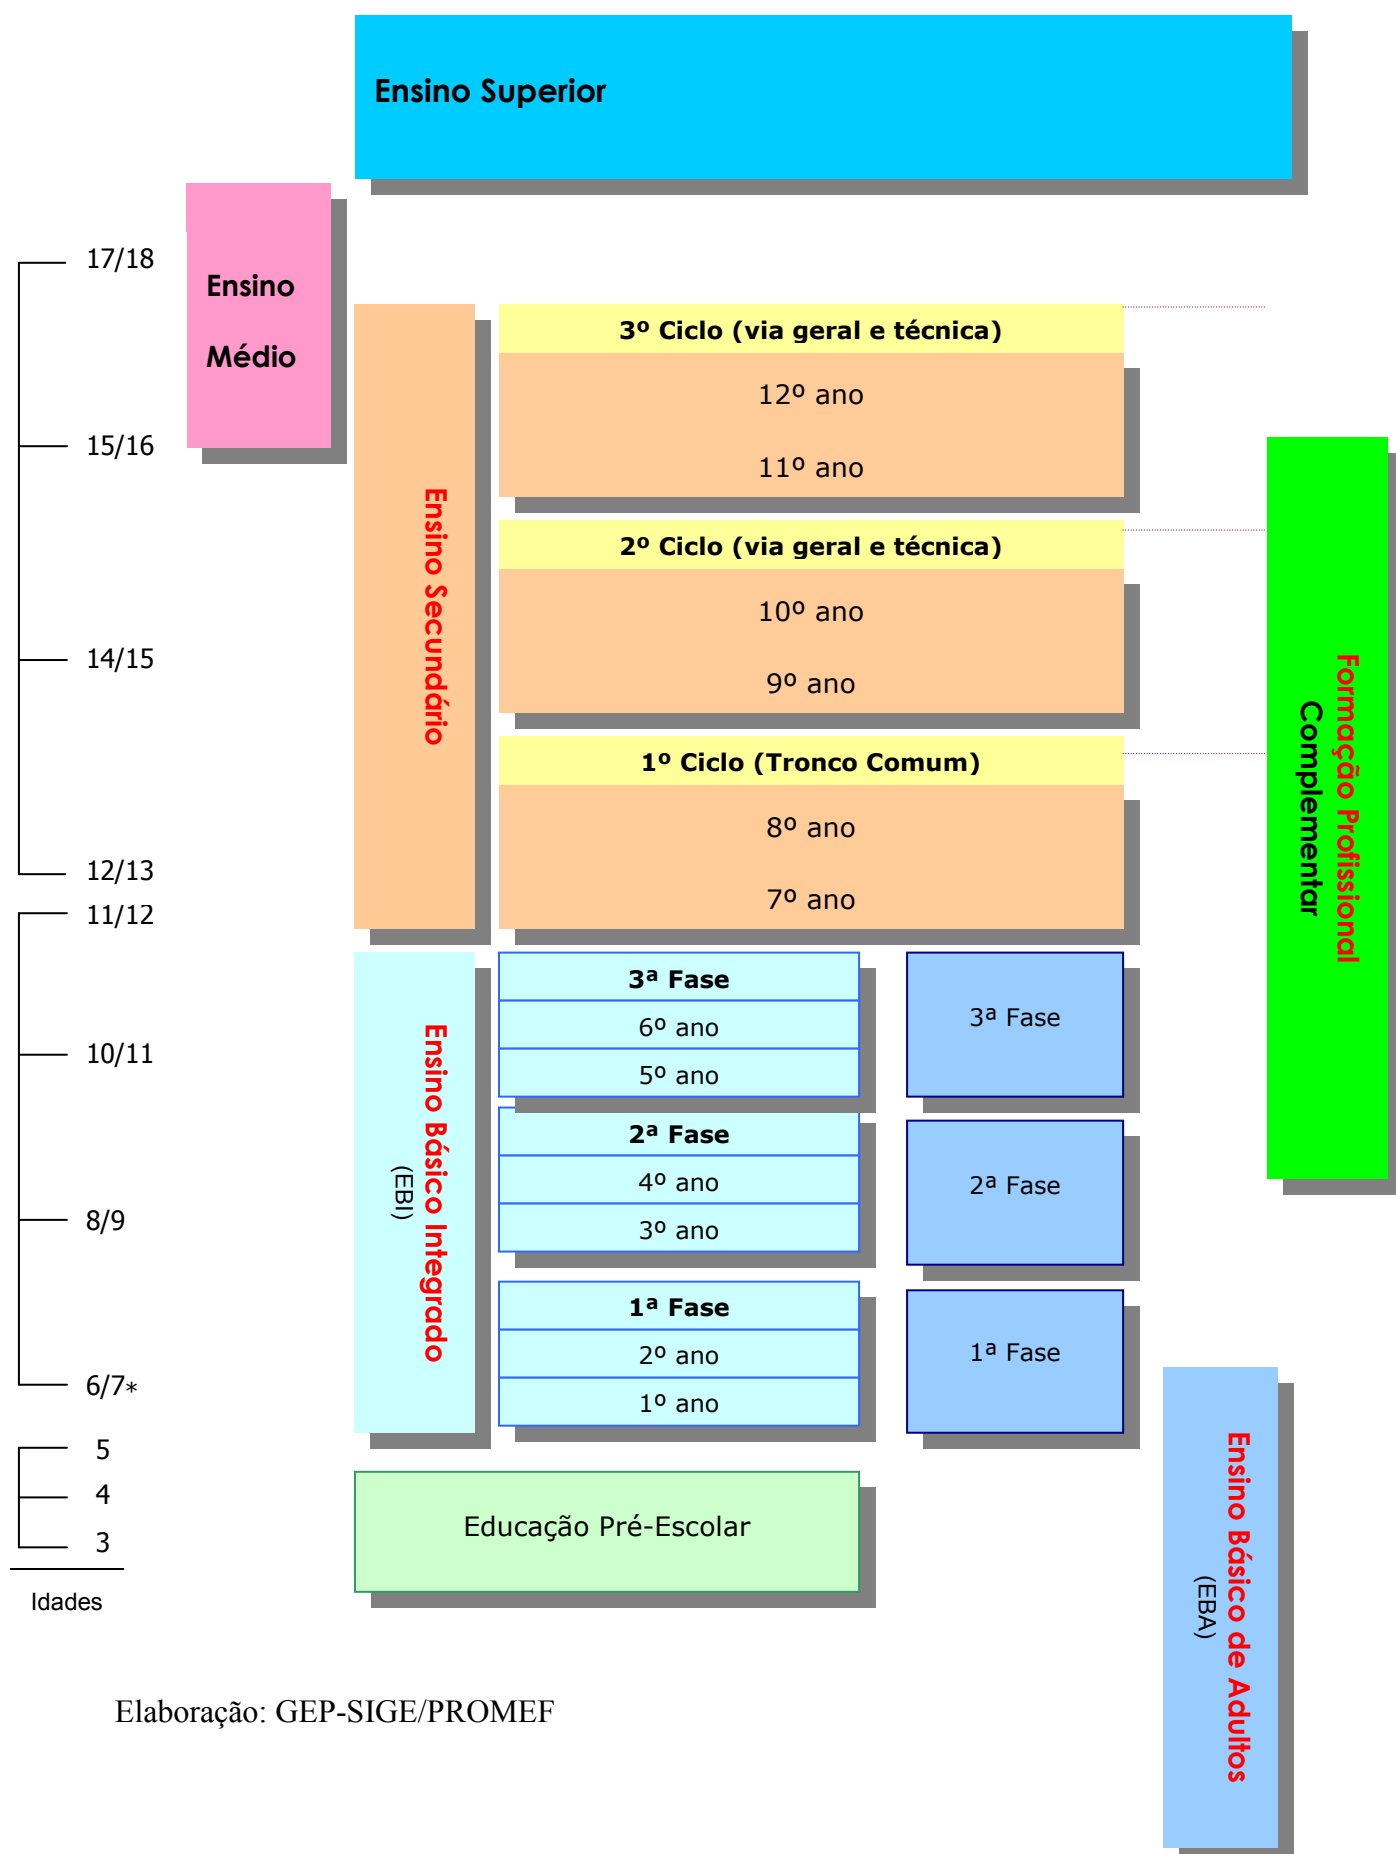 Ensino Superior
17/18
Ensino
Médio
3º Ciclo (via geral e técnica)
12º ano
15/16
11º ano
Ensino Secundário
2º Ciclo (via geral e técnica)
10º ano
14/15
9º ano
Formação Profissional
Complementar
1º Ciclo (Tronco Comum)
8º ano
12/13
7º ano
11/12
3ª Fase
6º ano
5º ano
3ª Fase
10/11
Ensino Básico Integrado
(EBI)
2ª Fase
4º ano
3º ano
2ª Fase
8/9
1ª Fase
2º ano
1º ano
1ª Fase
6/7*
5
4
3
Idades
Educação Pré-Escolar
Ensino Básico de Adultos
(EBA)
Elaboração: GEP-SIGE/PROMEF